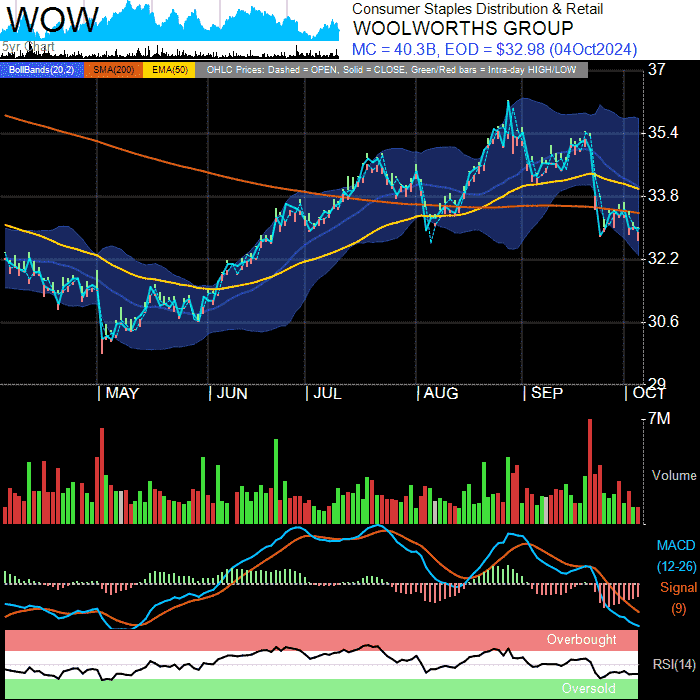 WOW
5yr Chart
Consumer Staples Distribution & Retail
WOOLWORTHS GROUP
MC = 40.3B, EOD = $32.98 (04Oct2024)
BollBands(20,2) SMA(200) EMA(50) OHLC Prices: Dashed = OPEN, Solid = CLOSE, Green/Red bars = Intra-day HIGH/LOW
37
35.4
33.8
32.2
30.6
29
MAY JUN JUL AUG SEP OCT
7M
Volume
MACD
(12-26)
Signal
(9)
Overbought
RSI(14)
Oversold